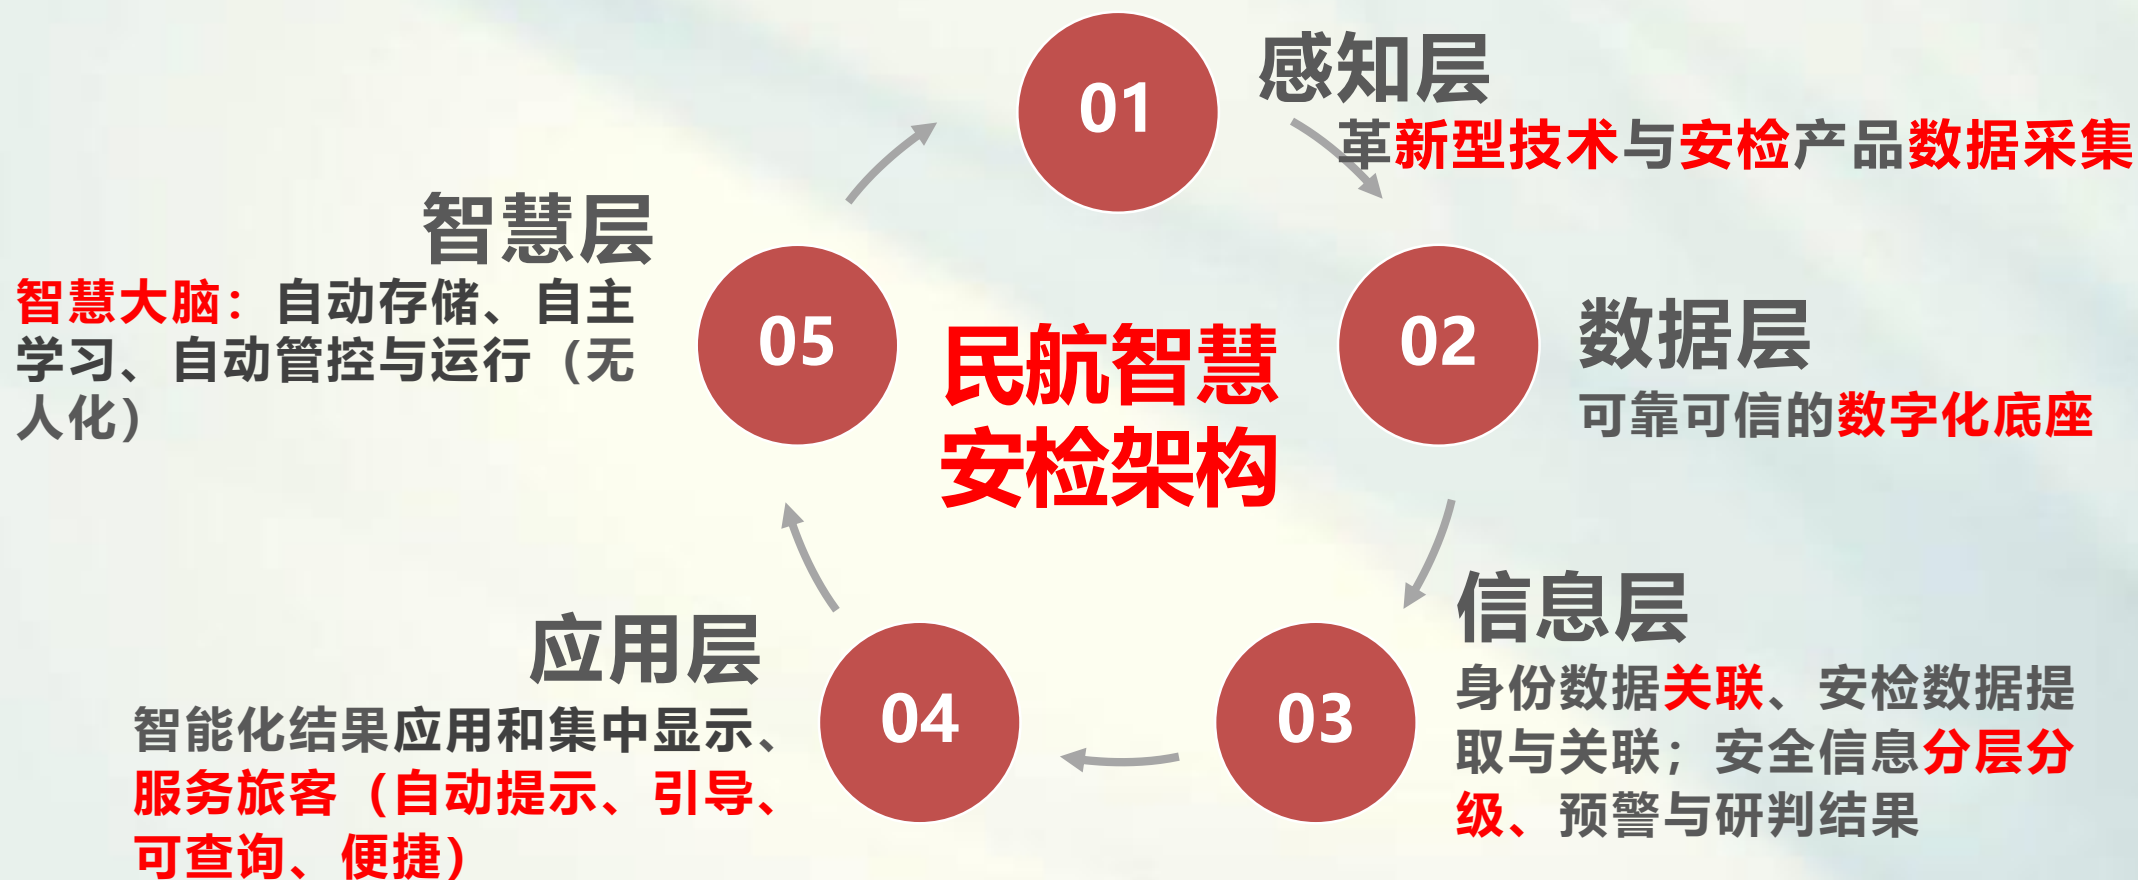 01
感知层
革新型技术与安检产品数据采集
02
数据层
可靠可信的数字化底座
03
信息层
身份数据关联、安检数据提
取与关联；安全信息分层分
级、预警与研判结果
04
应用层
智能化结果应用和集中显示、
服务旅客（自动提示、引导、
可查询、便捷）
05
智慧层
智慧大脑：自动存储、自主
学习、自动管控与运行（无
人化）
民航智慧
安检架构